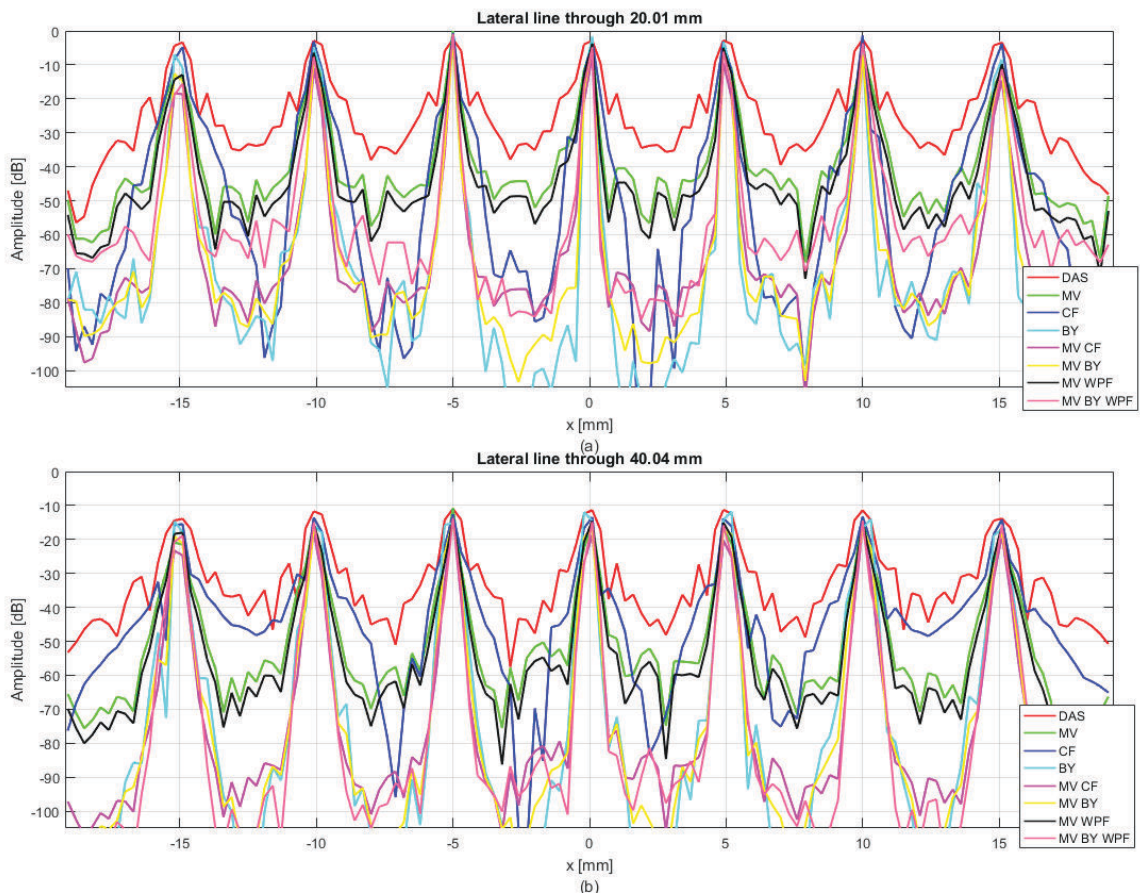 Lateral line through 20.01 mm
0
-10
-20
-30
-40
-50
-60
-70
-80
-90
-100
Amplitude [dB]
-15 -10 -5 0 5 10 15
x [mm]
(a)
DAS
MV
CF
BY
MV CF
MV BY
MV WPF
MV BY WPF
Lateral line through 40.04 mm
0
-10
-20
-30
-40
-50
-60
-70
-80
-90
-100
Amplitude [dB]
-15 -10 -5 0 5 10 15
x [mm]
(b)
DAS
MV
CF
BY
MV CF
MV BY
MV WPF
MV BY WPF